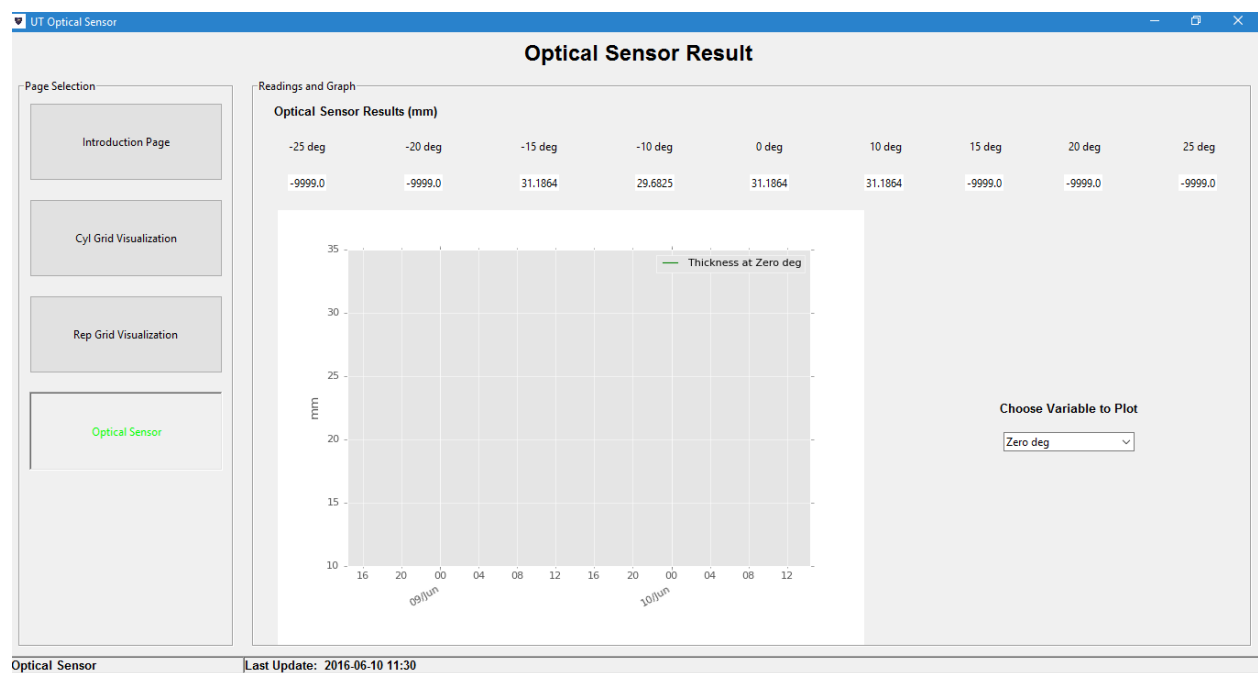 UT Optical Sensor
Optical Sensor Result
Page Selection
Introduction Page
Cyl Grid Visualization
Rep Grid Visualization
Optical Sensor
Readings and Graph
Optical Sensor Results (mm)
-25 deg -20 deg -15 deg -10 deg 0 deg 10 deg 15 deg 20 deg 25 deg
-9999.0 -9999.0 31.1864 29.6825 31.1864 31.1864 -9999.0 -9999.0 -9999.0
Thickness at Zero deg
35
30
25
20
15
10
mm
16 20 00 04 08 12 16 20 00 04 08 12
09/Jun 10/Jun
Choose Variable to Plot
Zero deg
Optical Sensor Last Update: 2016-06-10 11:30